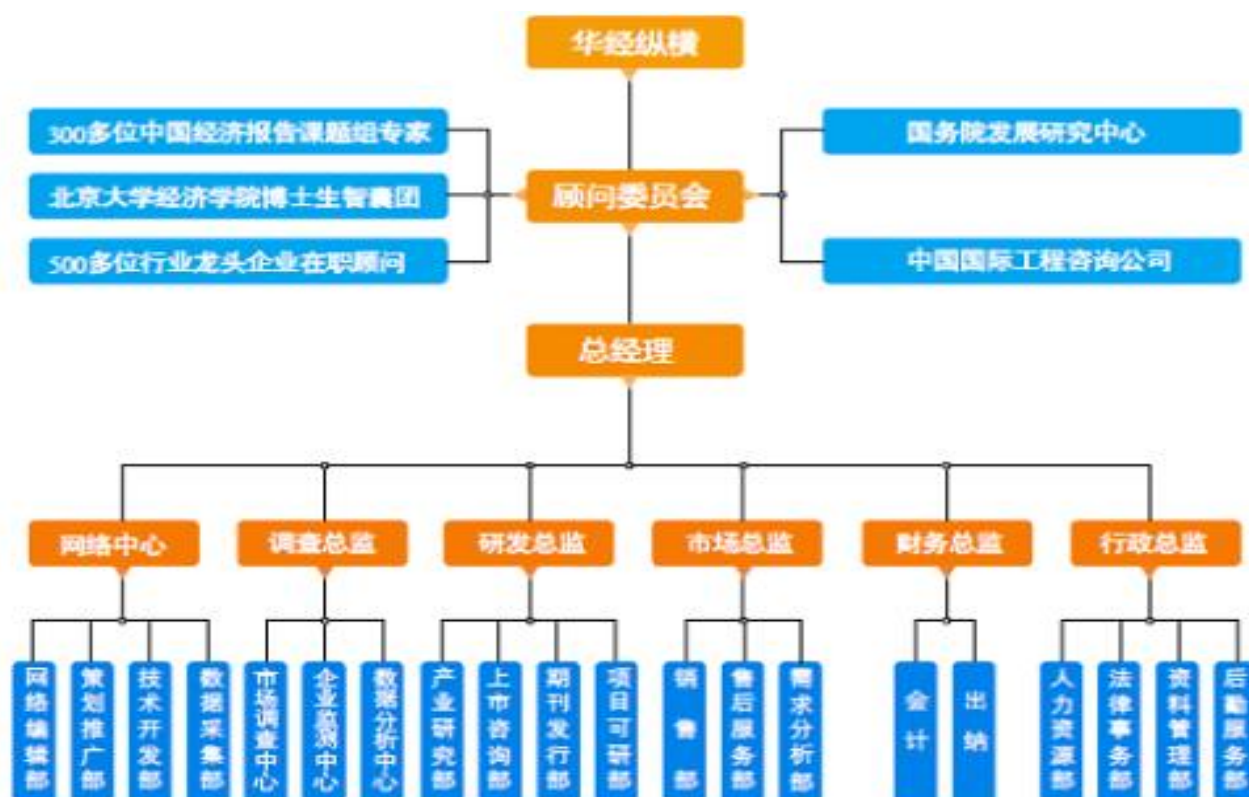 华经纵横
300多位中国经济报告课题组专家
国务院发展研究中心
北京大学经济学院博士生智囊团
顾问委员会
500多位行业龙头企业在职顾问
中国国际工程咨询公司
总经理
网络中心
调查总监
研发总监
市场总监
财务总监
行政总监
网络编辑部
策划推广部
技术开发部
数据采集部
市场调查中心
企业监测中心
数据分析中心
产业研究部
上市咨询部
期刊发行部
项目可研部
销售部
售后服务部
需求分析部
会计
出纳
人力资源部
法律事务部
资料管理部
后勤服务部